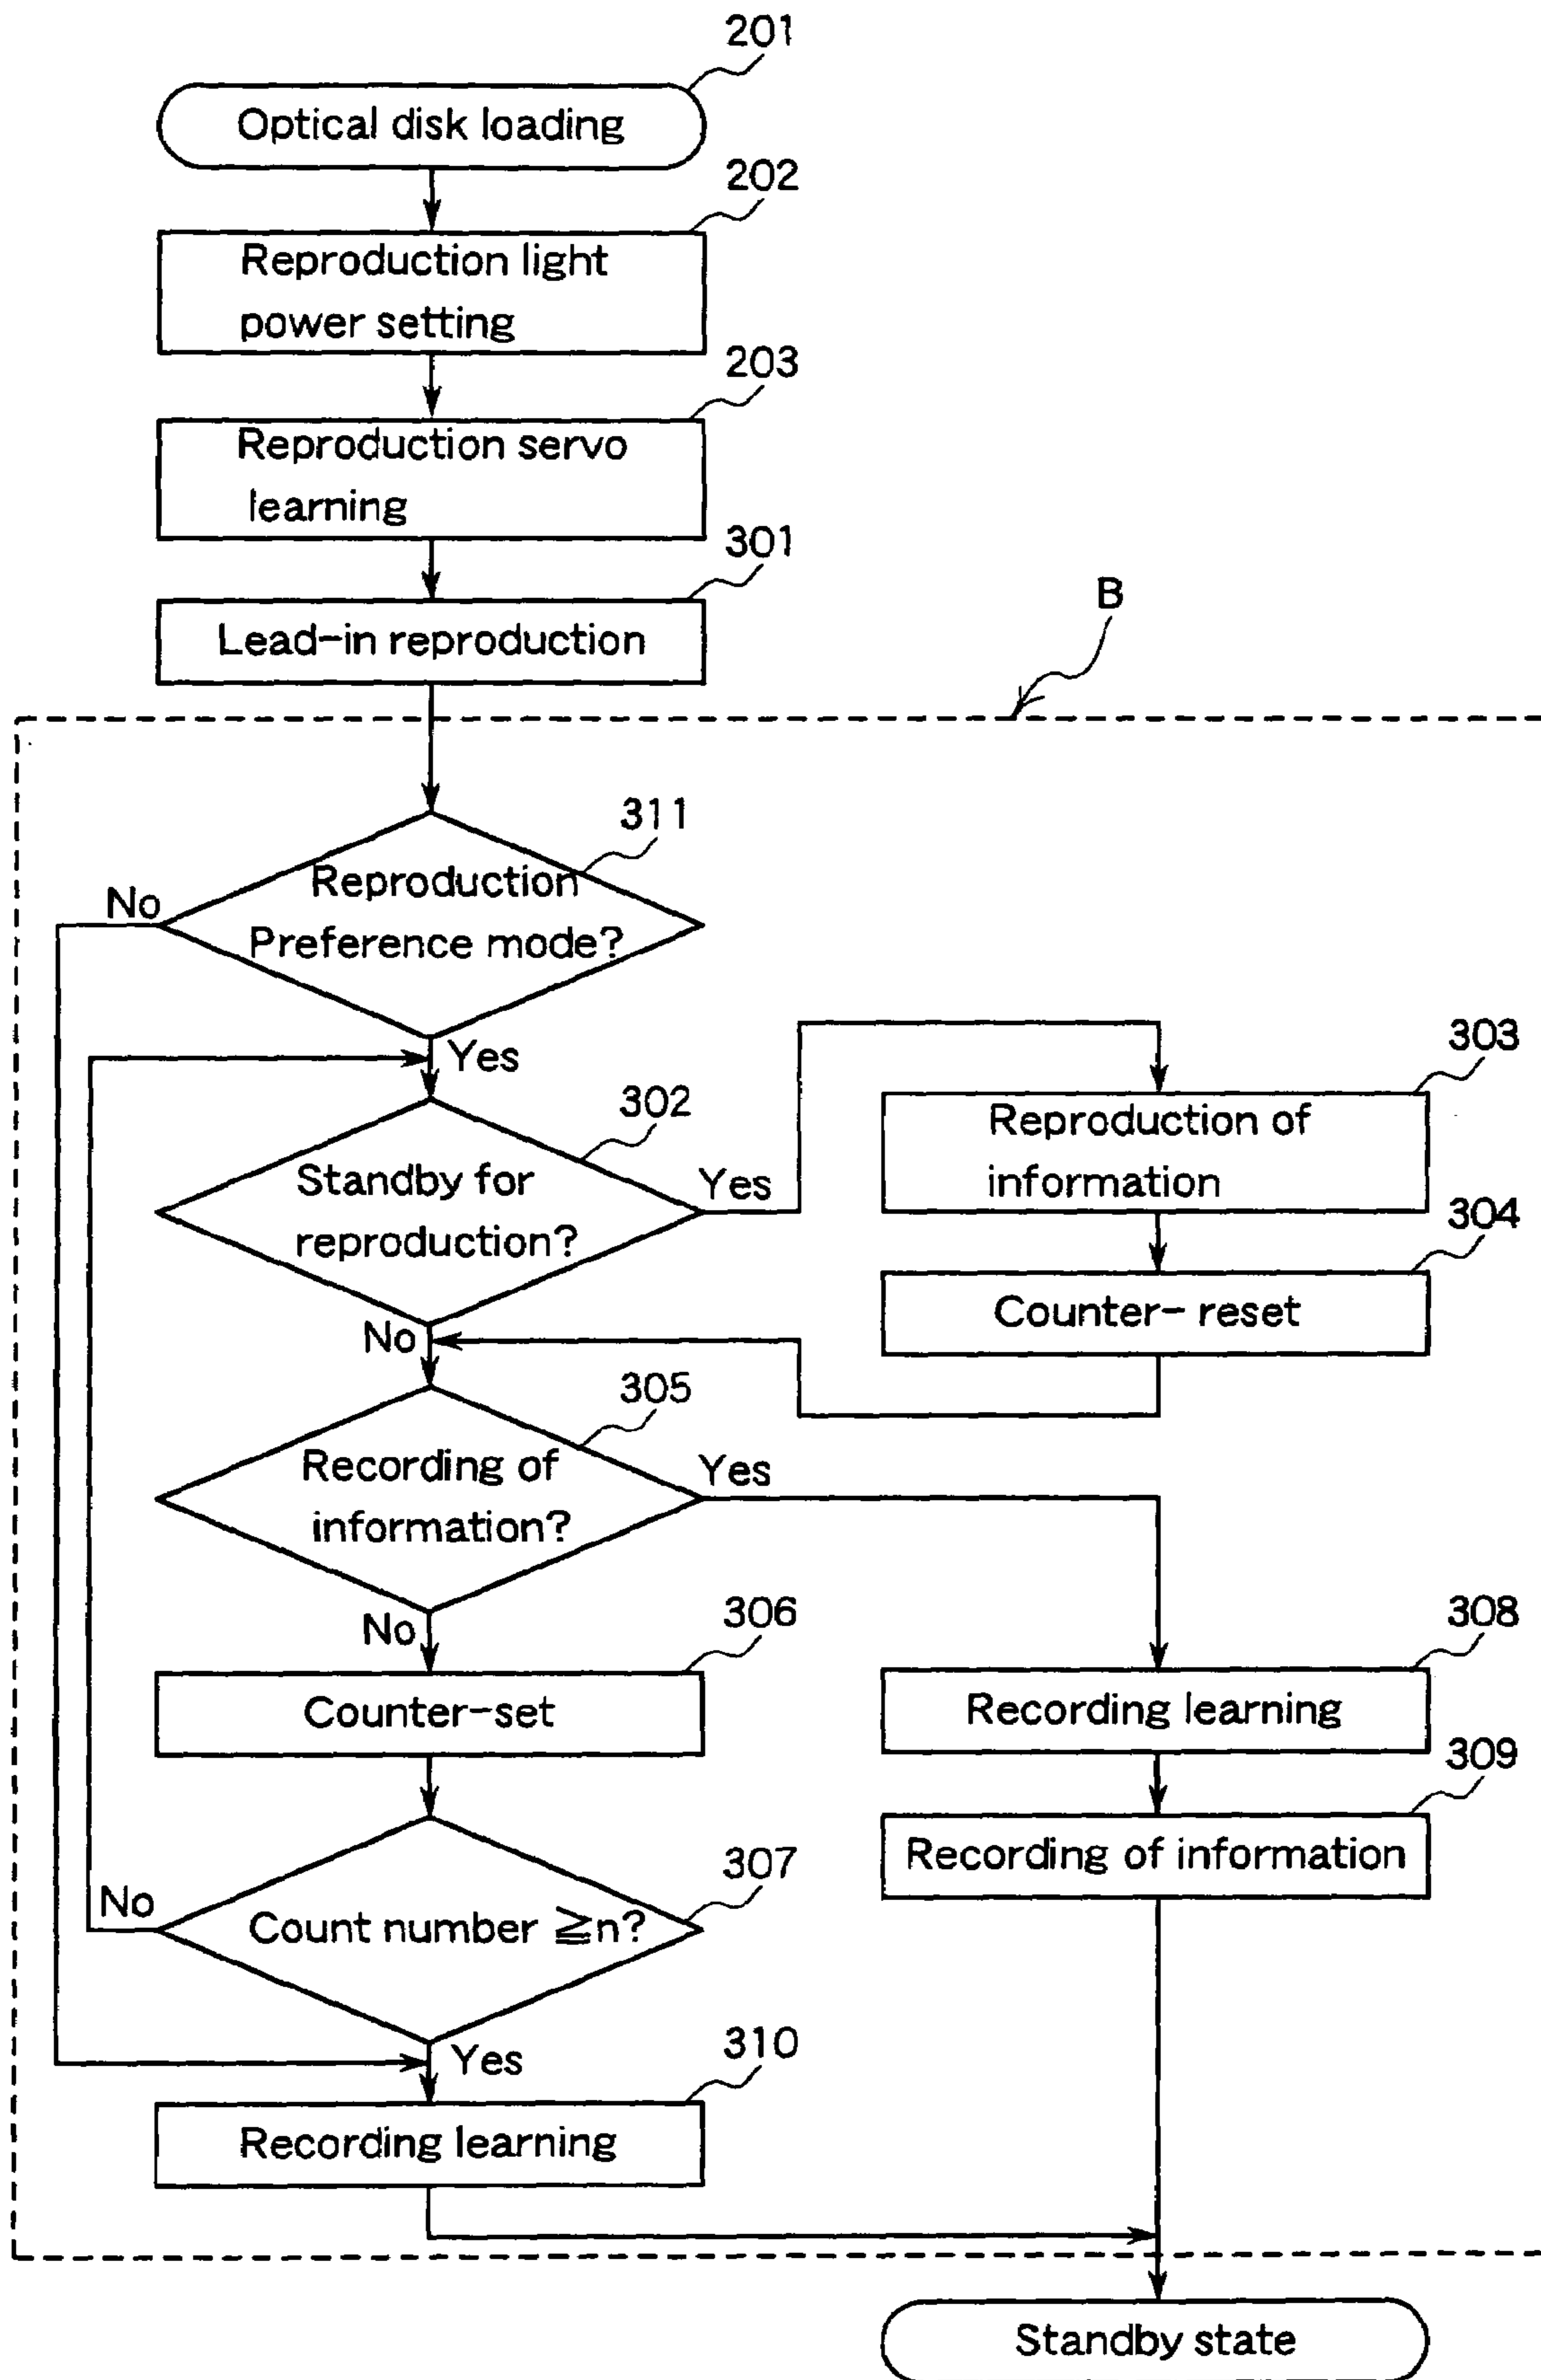 201
Optical disk loading
202
Reproduction light
power setting
203
Reproduction servo
learning
301
Lead-in reproduction
B
311
Reproduction
Preference mode?
No
Yes
302
Standby for
reproduction?
Yes
303
Reproduction of
information
304
Counter- reset
No
305
Recording of
information?
Yes
No
306
Counter-set
308
Recording learning
309
Recording of information
307
Count number ≧n?
No
Yes
310
Recording learning
Standby state